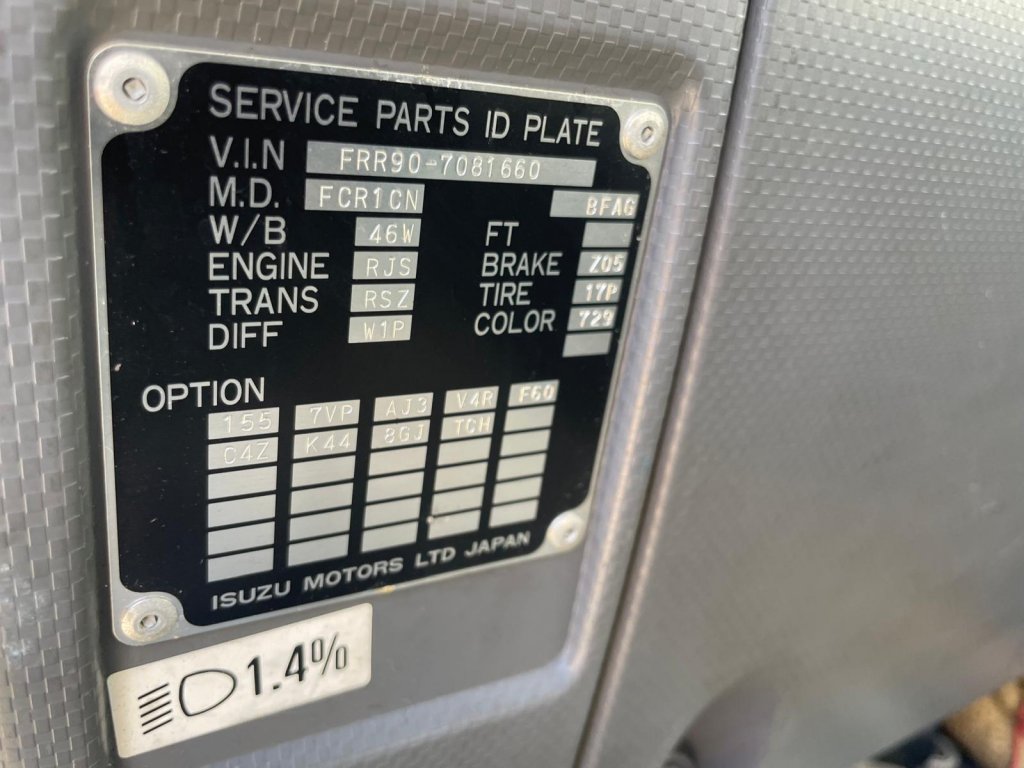 SERVICE PARTS ID PLATE
V.I.N FRR90-7081660
M.D. FCR1CN 8FAG
W/B 46W FT
ENGINE RJS BRAKE Z05
TRANS RSZ TIRE 17P
DIFF W1P COLOR 729
OPTION
155 7VP AJ3 V4R F60
C4Z K44 8GJ TCH
ISUZU MOTORS LTD JAPAN
1.4%